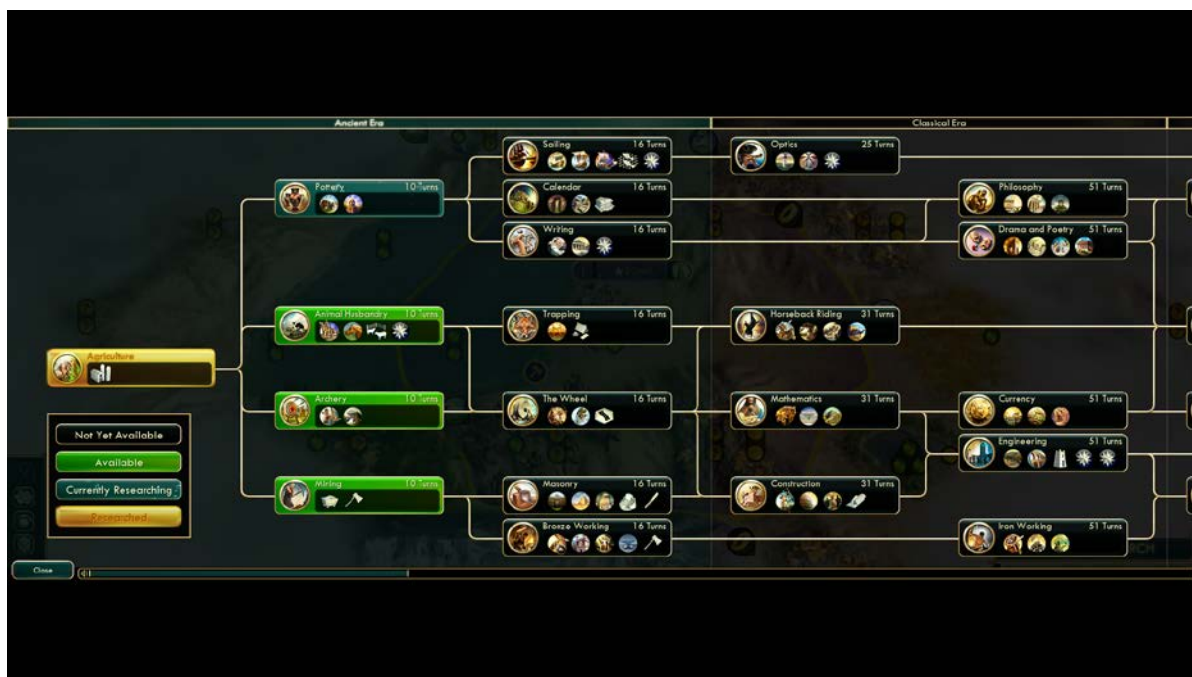 Ancient Era
Classical Era
Sailing 16 Turns
Optics 25 Turns
Pottery 10 Turns
Calendar 16 Turns
Philosophy 51 Turns
Writing 16 Turns
Drama and Poetry 51 Turns
Animal Husbandry 10 Turns
Trapping 16 Turns
Horseback Riding 31 Turns
Agriculture
Archery 10 Turns
The Wheel 16 Turns
Mathematics 31 Turns
Currency 51 Turns
Not Yet Available
Engineering 51 Turns
Available
Currently Researching
Mining 10 Turns
Masonry 16 Turns
Construction 31 Turns
Researched
Bronze Working 16 Turns
Iron Working 51 Turns
Close